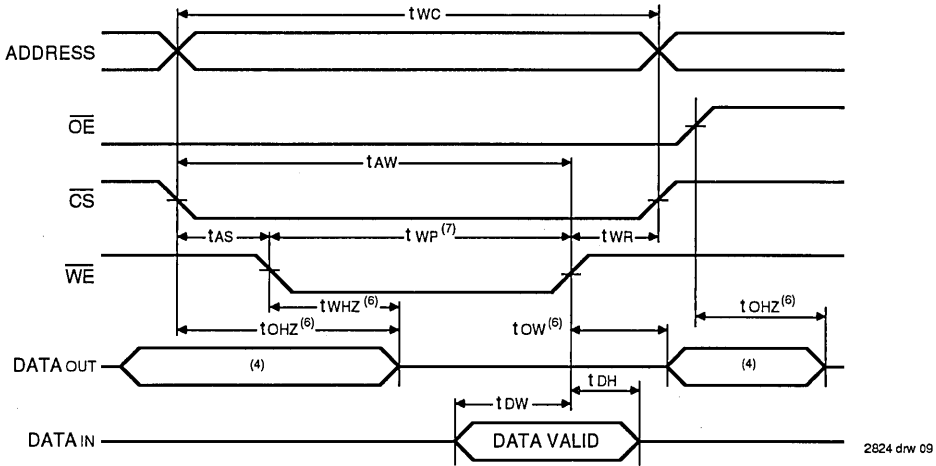 tWC
ADDRESS
OE
tAW
CS
tAS tWP(7) tWR
WE
tWHZ(6)
tOHZ(6) tOW(6) tOHZ(6)
DATA OUT (4) (4)
tDW tDH
DATA IN DATA VALID
2824 drw 09